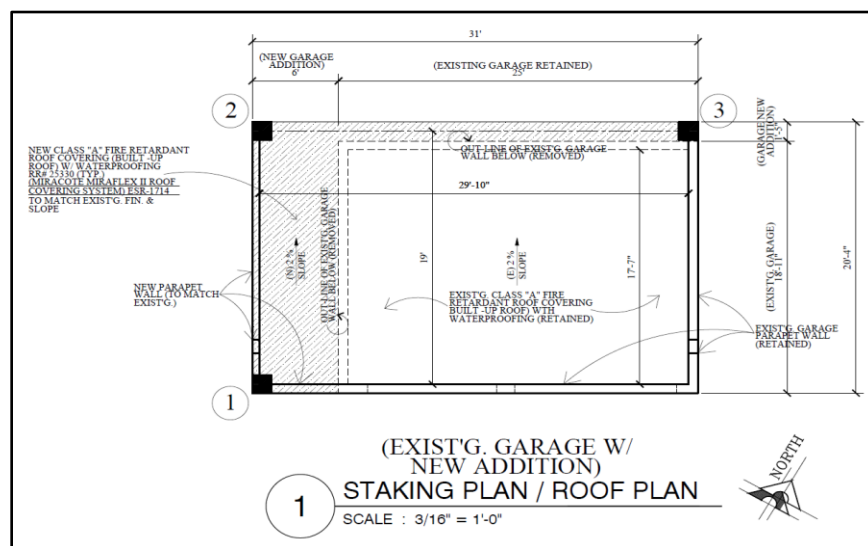 31'
(NEW GARAGE
ADDITION)
6'
(EXISTING GARAGE RETAINED)
25'
2
3
(GARAGE NEW
ADDITION)
1'-5"
NEW CLASS "A" FIRE RETARDANT
ROOF COVERING (BUILT -UP
ROOF) W/ WATERPROOFING
RR# 25330 (TYP.)
(MIRACOTE MIRAFLEX II ROOF
COVERING SYSTEM) ESR-1714
TO MATCH EXIST'G. FIN. &
SLOPE
OUT-LINE OF EXIST'G. GARAGE
WALL BELOW (REMOVED)
29'-10"
OUT-LINE OF EXIST'G. GARAGE
WALL BELOW (REMOVED)
(N) 2 %
SLOPE
19'
(E) 2 %
SLOPE
17'-7"
(EXIST'G. GARAGE)
18'-11"
20'-4"
NEW PARAPET
WALL (TO MATCH
EXIST'G.)
EXIST'G. CLASS "A" FIRE
RETARDANT ROOF COVERING
BUILT -UP ROOF) WTH
WATERPROOFING (RETAINED)
EXIST'G. GARAGE
PARAPET WALL
(RETAINED)
1
(EXIST'G. GARAGE W/
NEW ADDITION)
1
STAKING PLAN / ROOF PLAN
SCALE : 3/16" = 1'-0"
NORTH